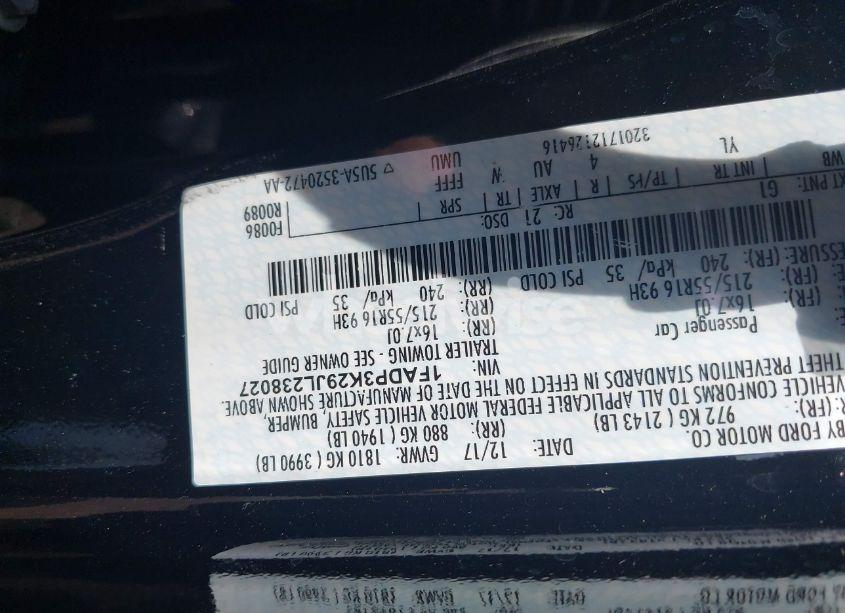 BY FORD MOTOR CO.
DATE: 12/17 GVWR: 1810 KG ( 3990 LB)
(FR): 972 KG ( 2143 LB) (RR): 880 KG ( 1940 LB)
VEHICLE CONFORMS TO ALL APPLICABLE FEDERAL MOTOR VEHICLE SAFETY, BUMPER,
THEFT PREVENTION STANDARDS IN EFFECT ON THE DATE OF MANUFACTURE SHOWN ABOVE.
VIN: 1FADP3K29JL238027
Passenger Car TRAILER TOWING - SEE OWNER GUIDE
(FR): 16x7.0J (RR): 16x7.0J
(FR): 215/55R16 93H (RR): 215/55R16 93H
(FR): 240 kPa/ 35 PSI COLD (RR): 240 kPa/ 35 PSI COLD
PNT: G1 RC: 21 DSO: F0086
R0089
WB INT TR TP/PS R AXLE TR SPR
YL 4 AU W FFFF UMU
3201712126416 5U5A-3520472-AA